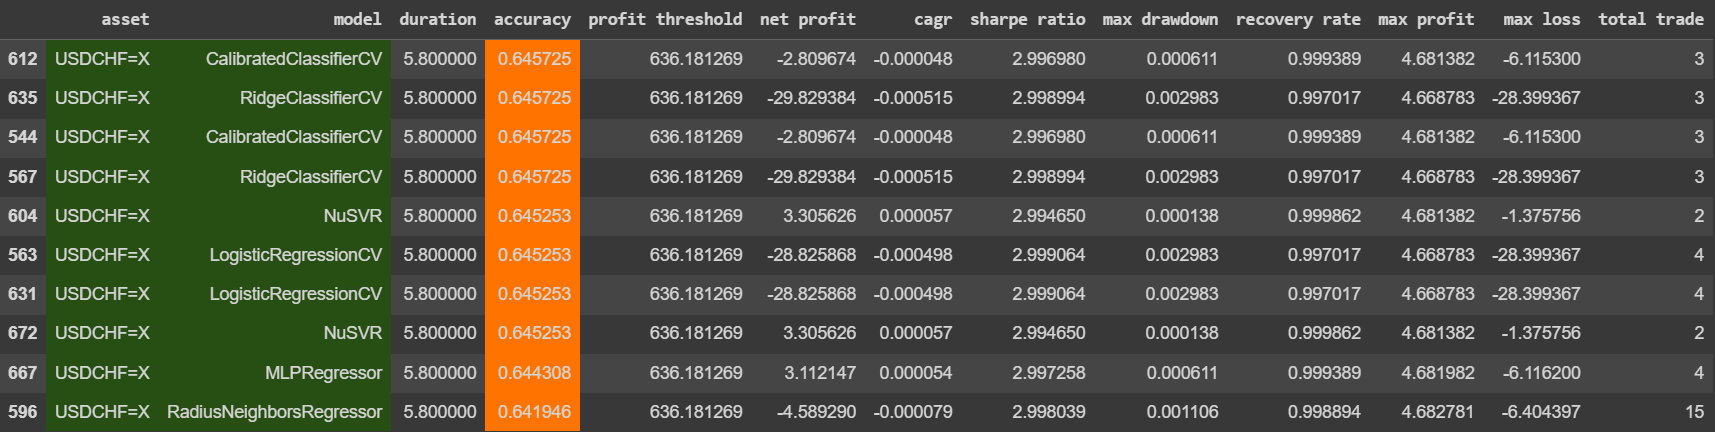 asset model duration accuracy profit threshold net profit cagr sharpe ratio max drawdown recovery rate max profit max loss total trade
612 USDCHF=X CalibratedClassifierCV 5.800000 0.645725 636.181269 -2.809674 -0.000048 2.996980 0.000611 0.999389 4.681382 -6.115300 3
635 USDCHF=X RidgeClassifierCV 5.800000 0.645725 636.181269 -29.829384 -0.000515 2.998994 0.002983 0.997017 4.668783 -28.399367 3
544 USDCHF=X CalibratedClassifierCV 5.800000 0.645725 636.181269 -2.809674 -0.000048 2.996980 0.000611 0.999389 4.681382 -6.115300 3
567 USDCHF=X RidgeClassifierCV 5.800000 0.645725 636.181269 -29.829384 -0.000515 2.998994 0.002983 0.997017 4.668783 -28.399367 3
604 USDCHF=X NuSVR 5.800000 0.645253 636.181269 3.305626 0.000057 2.994650 0.000138 0.999862 4.681382 -1.375756 2
563 USDCHF=X LogisticRegressionCV 5.800000 0.645253 636.181269 -28.825868 -0.000498 2.999064 0.002983 0.997017 4.668783 -28.399367 4
631 USDCHF=X LogisticRegressionCV 5.800000 0.645253 636.181269 -28.825868 -0.000498 2.999064 0.002983 0.997017 4.668783 -28.399367 4
672 USDCHF=X NuSVR 5.800000 0.645253 636.181269 3.305626 0.000057 2.994650 0.000138 0.999862 4.681382 -1.375756 2
667 USDCHF=X MLPRegressor 5.800000 0.644308 636.181269 3.112147 0.000054 2.997258 0.000611 0.999389 4.681982 -6.116200 4
596 USDCHF=X RadiusNeighborsRegressor 5.800000 0.641946 636.181269 -4.589290 -0.000079 2.998039 0.001106 0.998894 4.682781 -6.404397 15